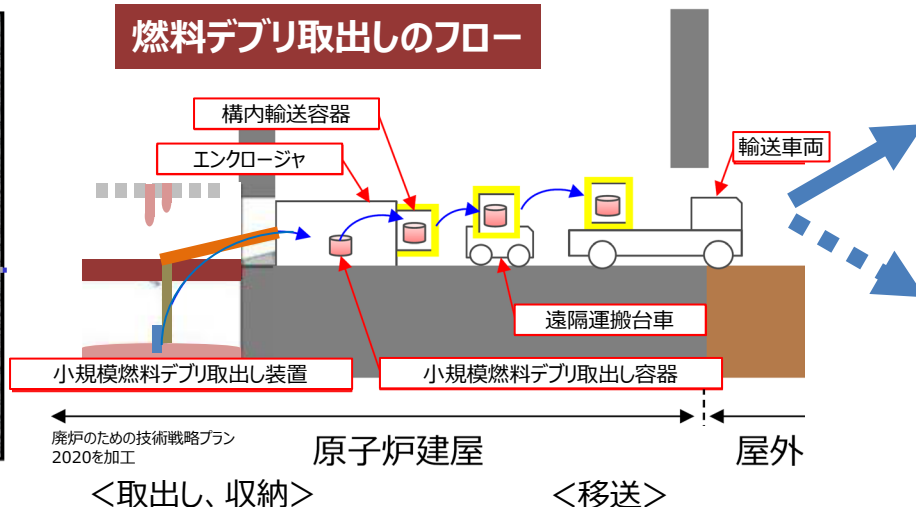 燃料デブリ取出しのフロー
構内輸送容器
エンクロージャ
輸送車両
遠隔運搬台車
小規模燃料デブリ取出し装置
小規模燃料デブリ取出し容器
廃炉のための技術戦略プラン
2020を加工
原子炉建屋
屋外
＜取出し、収納＞
＜移送＞